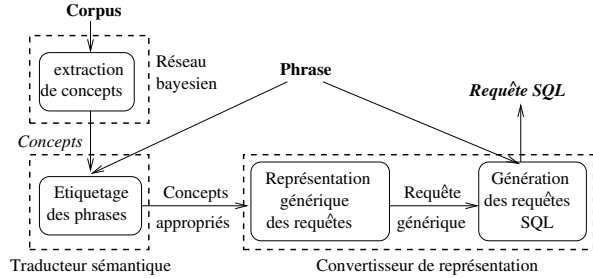 Corpus
extraction
de concepts
Réseau
bayesien
Phrase
Requête SQL
Concepts
Etiquetage
des phrases
Concepts
appropriés
Représentation
générique
des requêtes
Requête
générique
Génération
des requêtes
SQL
Traducteur sémantique
Convertisseur de représentation